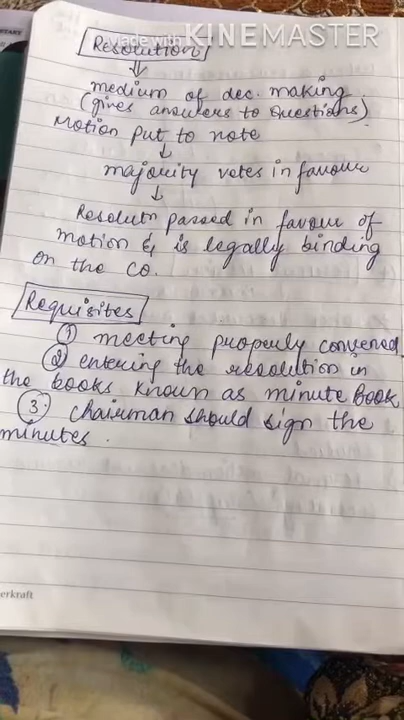 made with KINEMASTER
Resolution
⇓
medium of dec. making
(gives answers to Questions)
Motion put to note
↓
majority votes in favour
↓
Resolutn passed in favour of
motion & is legally binding
on the co.
Requisites
① meeting properly convened
② entering the resolution in
the books known as minute Book
③ chairman should sign the
minutes.
erkraft